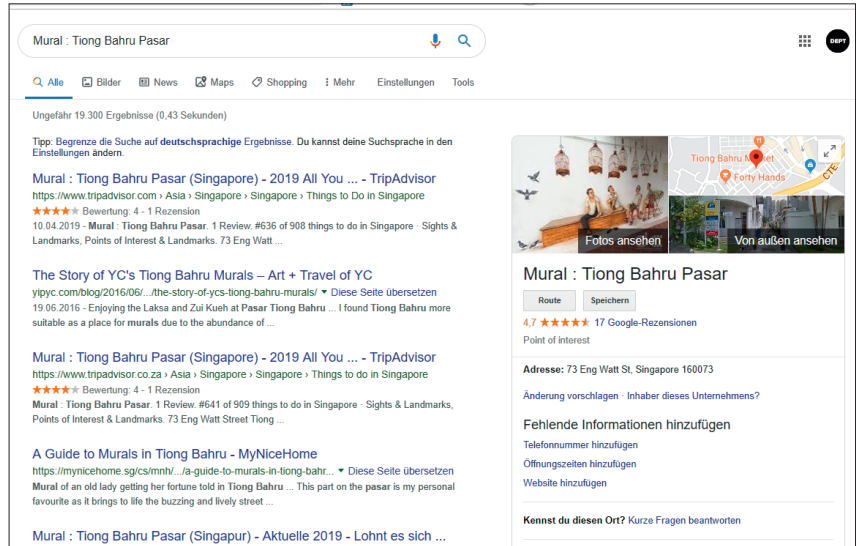 Mural : Tiong Bahru Pasar
DEPT
Alle Bilder News Maps Shopping Mehr Einstellungen Tools
Ungefähr 19.300 Ergebnisse (0,43 Sekunden)
Tipp: Begrenze die Suche auf deutschsprachige Ergebnisse. Du kannst deine Suchsprache in den
Einstellungen ändern.
Mural : Tiong Bahru Pasar (Singapore) - 2019 All You ... - TripAdvisor
https://www.tripadvisor.com › Asia › Singapore › Singapore › Things to Do in Singapore
★★★★★ Bewertung: 4 - 1 Rezension
10.04.2019 - Mural : Tiong Bahru Pasar. 1 Review. #636 of 908 things to do in Singapore · Sights &
Landmarks, Points of Interest & Landmarks. 73 Eng Watt ...
The Story of YC's Tiong Bahru Murals – Art + Travel of YC
yipyc.com/blog/2016/06/.../the-story-of-ycs-tiong-bahru-murals/ ▼ Diese Seite übersetzen
19.06.2016 - Enjoying the Laksa and Zui Kueh at Pasar Tiong Bahru ... I found Tiong Bahru more
suitable as a place for murals due to the abundance of ...
Mural : Tiong Bahru Pasar (Singapore) - 2019 All You ... - TripAdvisor
https://www.tripadvisor.co.za › Asia › Singapore › Singapore › Things to do in Singapore
★★★★★ Bewertung: 4 - 1 Rezension
Mural : Tiong Bahru Pasar. 1 Review. #641 of 909 things to do in Singapore · Sights & Landmarks,
Points of Interest & Landmarks. 73 Eng Watt Street Tiong ...
A Guide to Murals in Tiong Bahru - MyNiceHome
https://mynicehome.sg/cs/mnh/.../a-guide-to-murals-in-tiong-bahr... ▼ Diese Seite übersetzen
Mural of an old lady getting her fortune told in Tiong Bahru ... This part on the pasar is my personal
favourite as it brings to life the buzzing and lively street ...
Mural : Tiong Bahru Pasar (Singapur) - Aktuelle 2019 - Lohnt es sich ...
Tiong Bahru Market
Forty Hands
CTE
Fotos ansehen
Von außen ansehen
Mural : Tiong Bahru Pasar
Route Speichern
4,7 ★★★★★ 17 Google-Rezensionen
Point of interest
Adresse: 73 Eng Watt St, Singapore 160073
Änderung vorschlagen · Inhaber dieses Unternehmens?
Fehlende Informationen hinzufügen
Telefonnummer hinzufügen
Öffnungszeiten hinzufügen
Website hinzufügen
Kennst du diesen Ort? Kurze Fragen beantworten